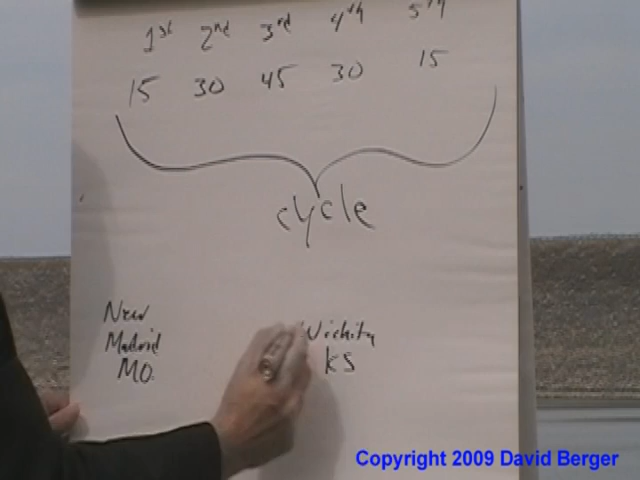 1st 2nd 3rd 4th 5th
15 30 45 30 15
cycle
New
Madrid
MO.
Wichita
KS
Copyright 2009 David Berger